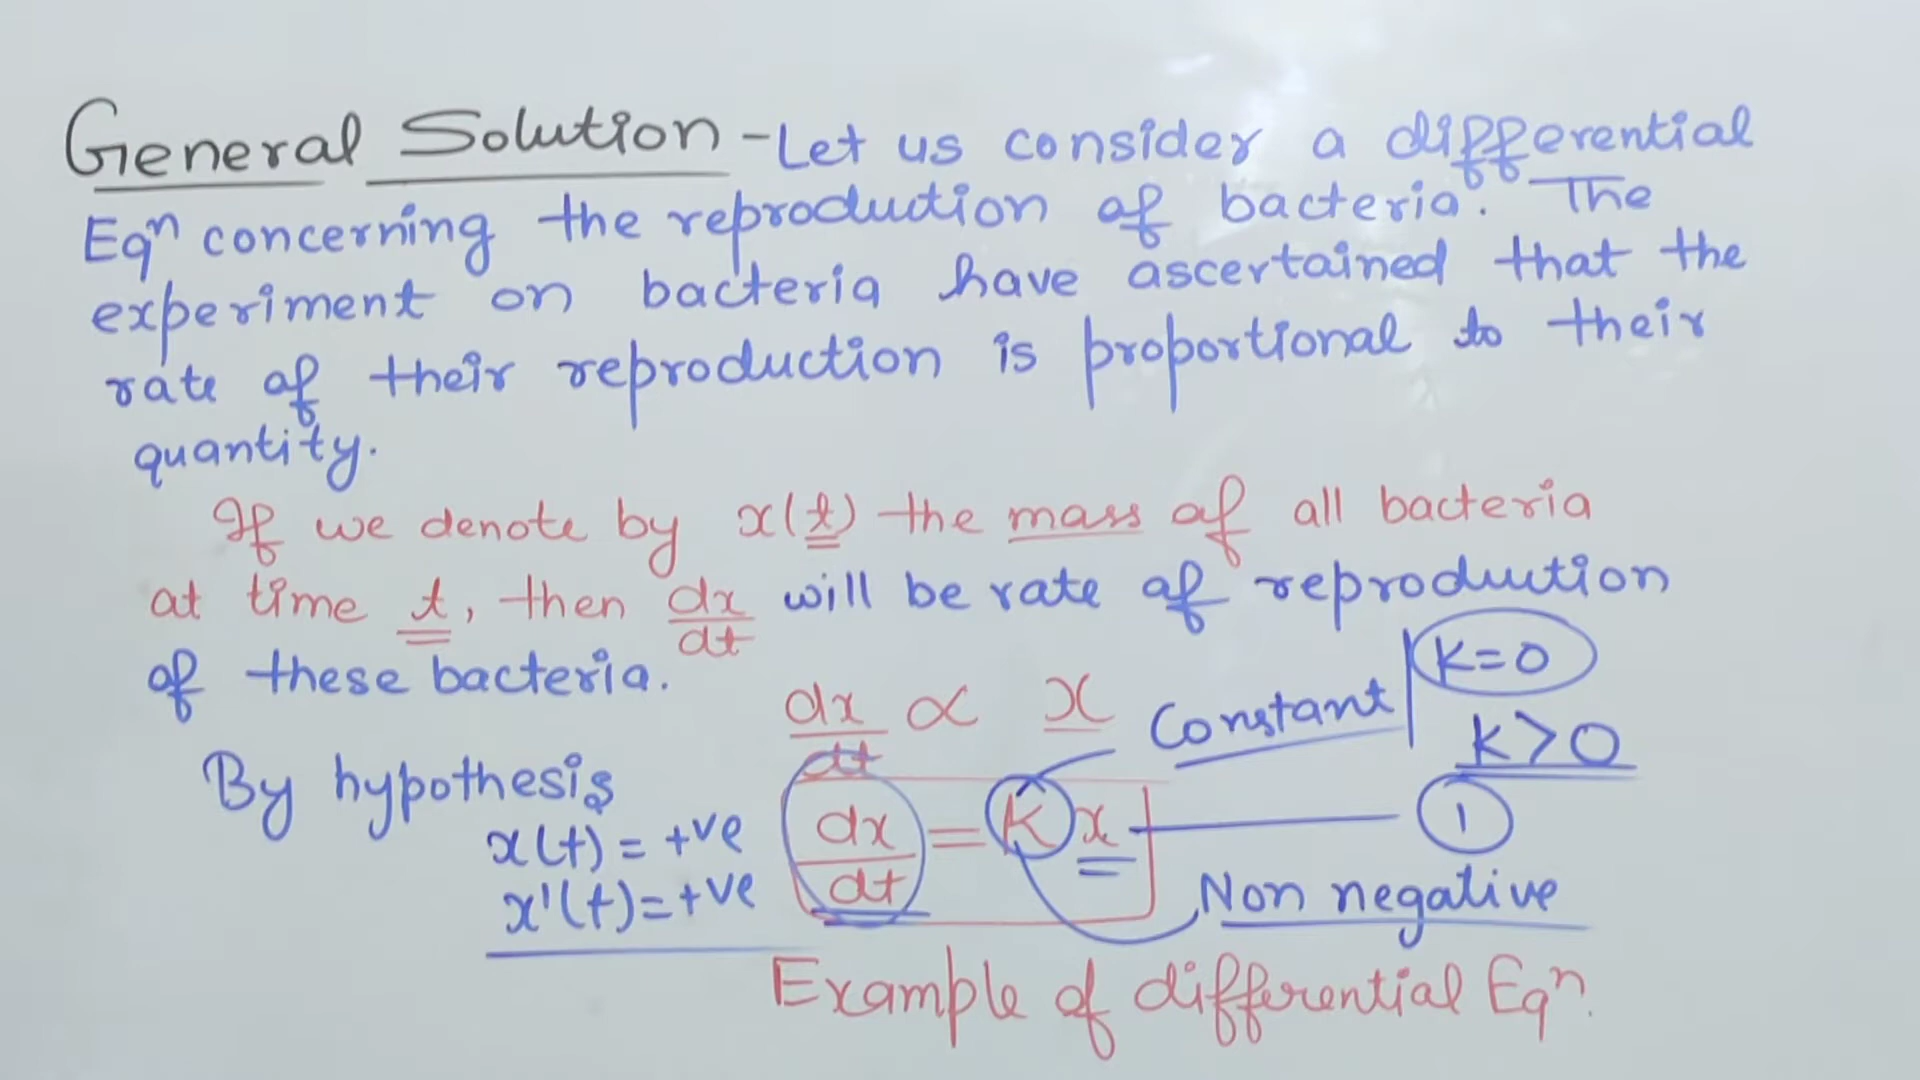 General Solution - Let us consider a differential
Eqⁿ concerning the reproduction of bacteria. The
experiment on bacteria have ascertained that the
rate of their reproduction is proportional to their
quantity.
If we denote by x(t) the mass of all bacteria
at time t, then dx/dt will be rate of reproduction
of these bacteria.
dx/dt ∝ x
Constant
K=0
K>0
By hypothesis
x(t) = +ve
x'(t) = +ve
dx/dt = Kx
1
Non negative
Example of differential Eqⁿ.